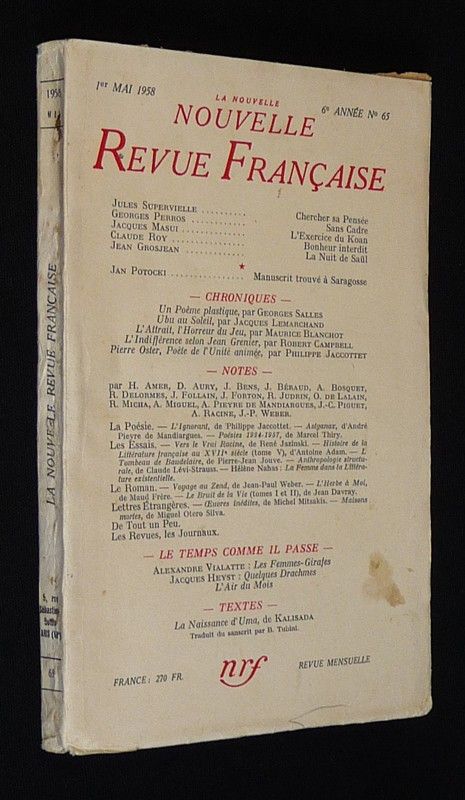 1er MAI 1958
6e ANNÉE No 65
LA NOUVELLE
NOUVELLE
REVUE FRANÇAISE
JULES SUPERVIELLE .......... Chercher sa Pensée
GEORGES PERROS .......... Sans Cadre
JACQUES MASUI .......... L'Exercice du Koan
CLAUDE ROY .......... Bonheur interdit
JEAN GROSJEAN .......... La Nuit de Saül
★
JAN POTOCKI .......... Manuscrit trouvé à Saragosse
— CHRONIQUES —
Un Poème plastique, par GEORGES SALLES
Ubu au Soleil, par JACQUES LEMARCHAND
L'Attrait, l'Horreur du Jeu, par MAURICE BLANCHOT
L'Indifférence selon Jean Grenier, par ROBERT CAMPBELL
Pierre Oster, Poète de l'Unité animée, par PHILIPPE JACCOTTET
— NOTES —
par H. AMER, D. AURY, J. BENS, J. BÉRAUD, A. BOSQUET,
R. DELORMES, J. FOLLAIN, J. FORTON, R. JUDRIN, O. DE LALAIN,
R. MICHA, A. MIGUEL, A. PIEYRE DE MANDIARGUES, J.-C. PIGUET,
A. RACINE, J.-P. WEBER.
La Poésie. — L'Ignorant, de Philippe Jaccottet. — Astyanax, d'André
Pieyre de Mandiargues. — Poésies 1924-1957, de Marcel Thiry.
Les Essais. — Vers le Vrai Racine, de René Jasinski. — Histoire de la
Littérature française au XVIIe siècle (tome V), d'Antoine Adam. — L
Tombeau de Baudelaire, de Pierre-Jean Jouve. — Anthropologie structu-
rale, de Claude Lévi-Strauss. — Hélène Nahas : La Femme dans la Littéra-
ture existentielle.
Le Roman. — Voyage au Zend, de Jean-Paul Weber. — L'Herbe à Moi,
de Maud Frère. — Le Bruit de la Vie (tomes I et II), de Jean Davray.
Lettres Étrangères. — Œuvres Inédites, de Michel Mitsakis. — Maisons
mortes, de Miguel Otero Silva.
De Tout un Peu.
Les Revues, les Journaux.
— LE TEMPS COMME IL PASSE —
ALEXANDRE VIALATTE : Les Femmes-Girafes
JACQUES HEYST : Quelques Drachmes
L'Air du Mois
— TEXTES —
La Naissance d'Uma, de KALISADA
Traduit du sanscrit par B. Tubini.
FRANCE : 270 FR.
nrf
REVUE MENSUELLE
1958
LA NOUVELLE REVUE FRANÇAISE
5, rue
Sébastien-
Bottin
65